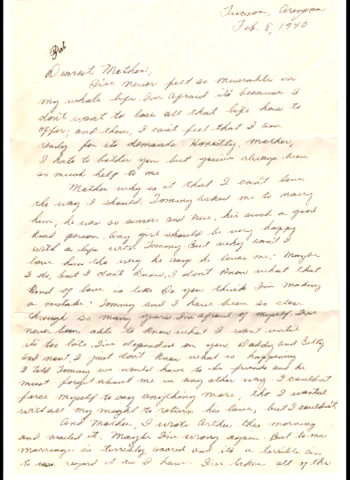 Tucson, Arizona
Feb. 8, 1940
Pat
Dearest Mother,
I've never felt so miserable in
my whole life. I'm afraid it's because I
don't want to lose all that life has to
offer; and then, I can't feel that I am
ready for its demands. Honestly, mother,
I hate to bother you but you've always been
so much help to me.
Mother why is it that I can't love
the way I should. Tommy asked me to marry
him, he was so sincere and true, he's such a good
kind person. Any girl should be very happy
with a life with Tommy. But why can't I
love him the way he says he loves me. Maybe
I do, but I don't know. I don't know what that
kind of love is like. Do you think I'm making
a mistake? Tommy and I have been so close
through so many years I'm afraid of myself. I've
never been able to know what I want until
it's too late. I've depended on you, Daddy and
and I just don't know what is happening
I told Tommy we would have to be friends and he
must forget about me in any other way. I couldn't
force myself to say anything more, tho I wanted
with all my might to return his love, but I couldn't.
And Mother, I wrote Arthur this morning
and mailed it. Maybe I'm wrong again. But to me
marriage is terribly sacred and it's a terrible sin
to regard it as I have. I've taken all of the